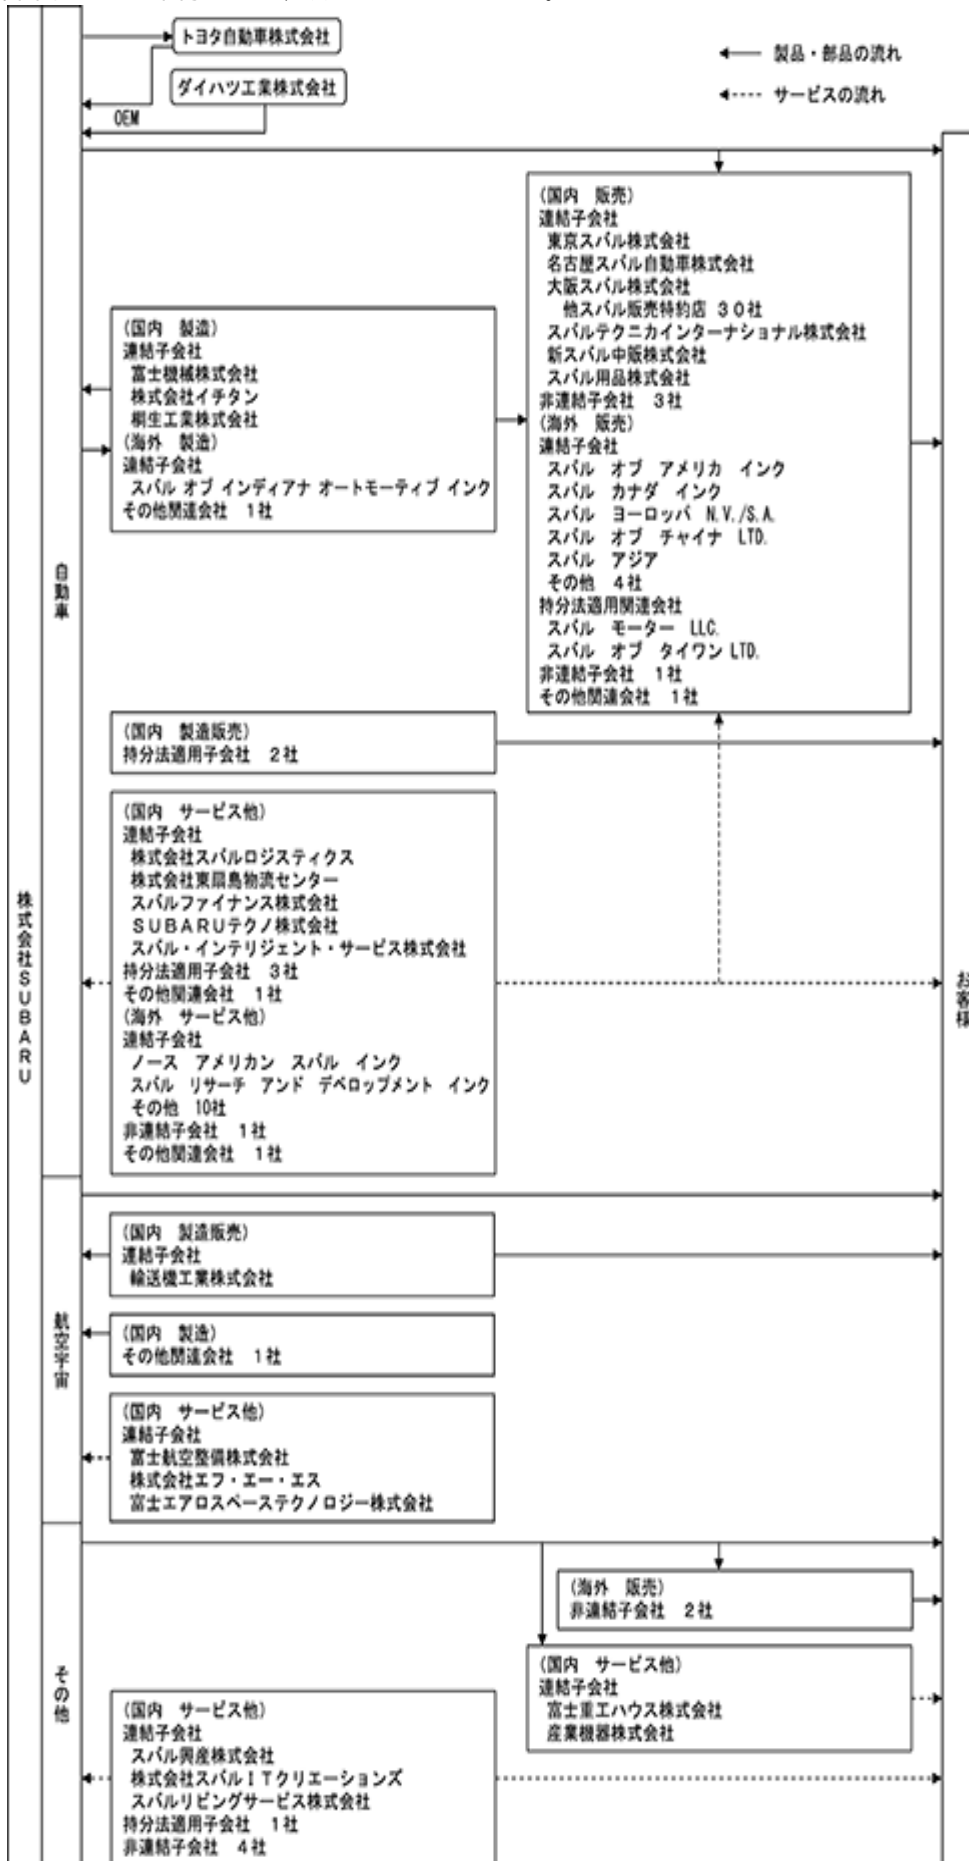 トヨタ自動車株式会社
ダイハツ工業株式会社
OEM
製品・部品の流れ
サービスの流れ
株式会社SUBARU
自動車
(国内 製造)
連結子会社
富士機械株式会社
株式会社イチタン
桐生工業株式会社
(海外 製造)
連結子会社
スバル オブ インディアナ オートモーティブ インク
その他関連会社 1社
(国内 販売)
連結子会社
東京スバル株式会社
名古屋スバル自動車株式会社
大阪スバル株式会社
他スバル販売特約店 30社
スバルテクニカインターナショナル株式会社
新スバル中販株式会社
スバル用品株式会社
非連結子会社 3社
(海外 販売)
連結子会社
スバル オブ アメリカ インク
スバル カナダ インク
スバル ヨーロッパ N.V./S.A.
スバル オブ チャイナ LTD.
スバル アジア
その他 4社
持分法適用関連会社
スバル モーター LLC.
スバル オブ タイワン LTD.
非連結子会社 1社
その他関連会社 1社
(国内 製造販売)
持分法適用子会社 2社
(国内 サービス他)
連結子会社
株式会社スバルロジスティクス
株式会社東扇島物流センター
スバルファイナンス株式会社
SUBARUテクノ株式会社
スバル・インテリジェント・サービス株式会社
持分法適用子会社 3社
その他関連会社 1社
(海外 サービス他)
連結子会社
ノース アメリカン スバル インク
スバル リサーチ アンド デベロップメント インク
その他 10社
非連結子会社 1社
その他関連会社 1社
お客様
航空宇宙
(国内 製造販売)
連結子会社
輸送機工業株式会社
(国内 製造)
その他関連会社 1社
(国内 サービス他)
連結子会社
富士航空整備株式会社
株式会社エフ・エー・エス
富士エアロスペーステクノロジー株式会社
その他
(海外 販売)
非連結子会社 2社
(国内 サービス他)
連結子会社
富士重工ハウス株式会社
産業機器株式会社
(国内 サービス他)
連結子会社
スバル興産株式会社
株式会社スバルITクリエーションズ
スバルリビングサービス株式会社
持分法適用子会社 1社
非連結子会社 4社